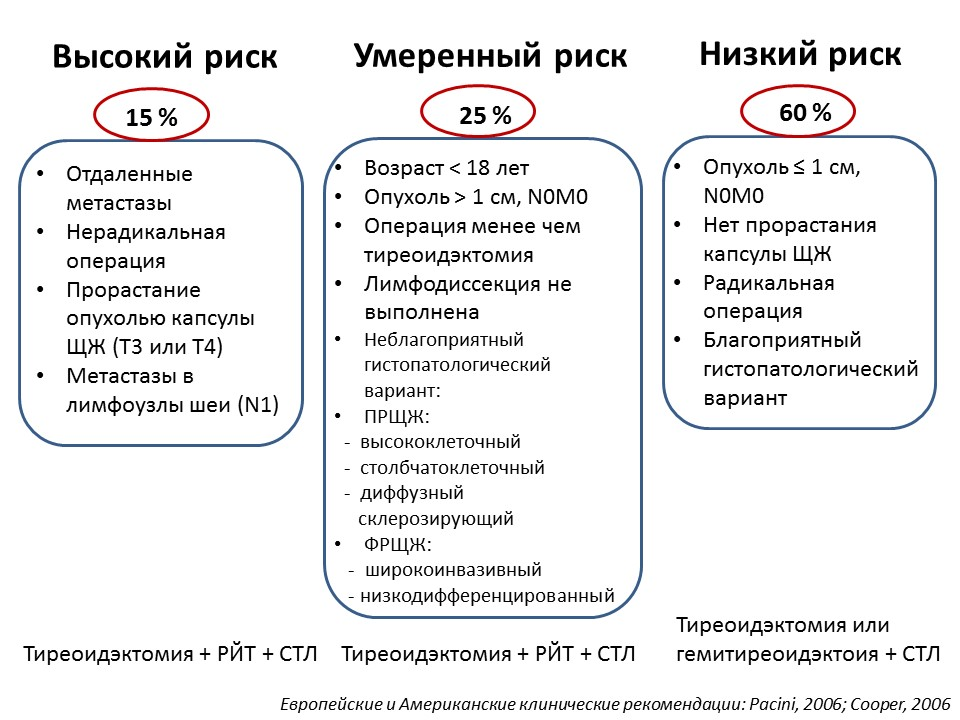 Высокий риск
15 %
• Отдаленные
метастазы
• Нерадикальная
операция
• Прорастание
опухолью капсулы
ЩЖ (Т3 или Т4)
• Метастазы в
лимфоузлы шеи (N1)
Тиреоидэктомия + РЙТ + СТЛ
Умеренный риск
25 %
• Возраст < 18 лет
• Опухоль > 1 см, N0M0
• Операция менее чем
тиреоидэктомия
• Лимфодиссекция не
выполнена
• Неблагоприятный
гистопатологический
вариант:
• ПРЩЖ:
- высококлеточный
- столбчатоклеточный
- диффузный
склерозирующий
• ФРЩЖ:
- широкоинвазивный
- низкодифференцированный
Тиреоидэктомия + РЙТ + СТЛ
Низкий риск
60 %
• Опухоль ≤ 1 см,
N0M0
• Нет прорастания
капсулы ЩЖ
• Радикальная
операция
• Благоприятный
гистопатологический
вариант
Тиреоидэктомия или
гемитиреоидэктоия + СТЛ
Европейские и Американские клинические рекомендации: Pacini, 2006; Cooper, 2006